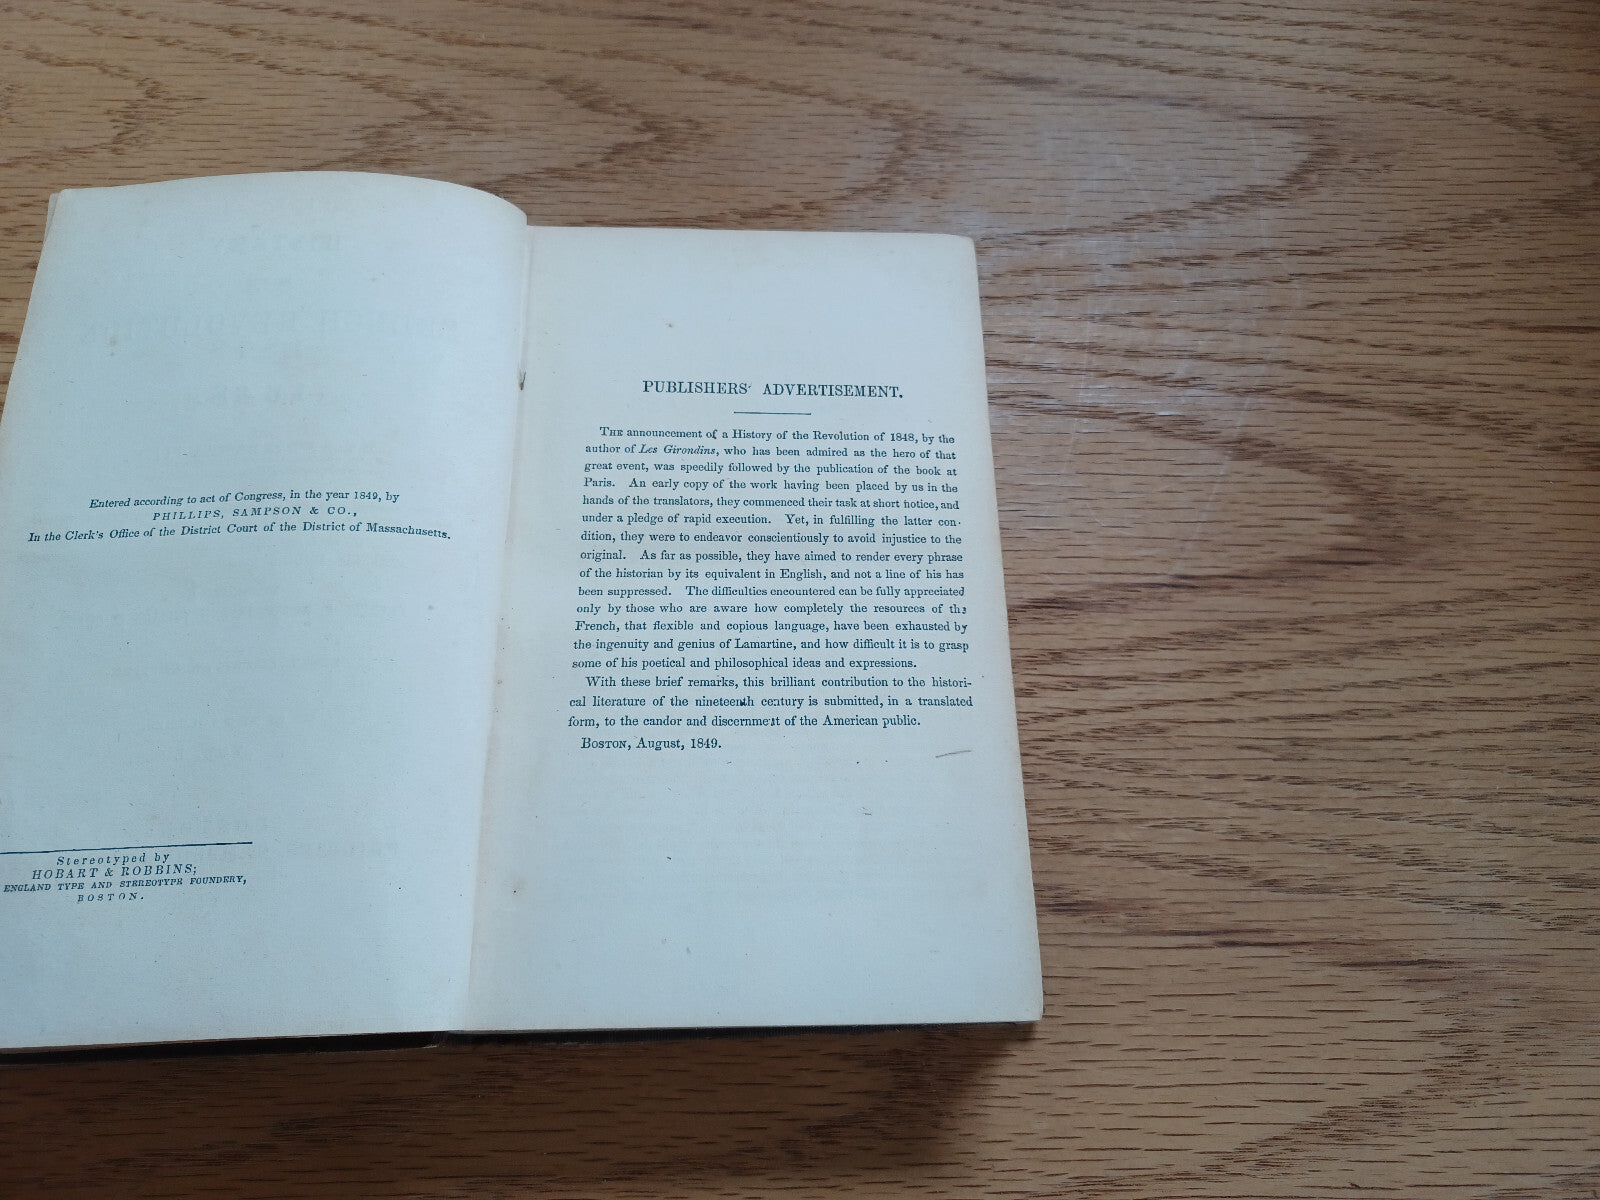 Entered according to act of Congress, in the year 1849, by
PHILLIPS, SAMPSON & CO.,
In the Clerk's Office of the District Court of the District of Massachusetts.
Stereotyped by
HOBART & ROBBINS;
ENGLAND TYPE AND STEREOTYPE FOUNDERY,
BOSTON.
PUBLISHERS' ADVERTISEMENT.
THE announcement of a History of the Revolution of 1848, by the
author of Les Girondins, who has been admired as the hero of that
great event, was speedily followed by the publication of the book at
Paris. An early copy of the work having been placed by us in the
hands of the translators, they commenced their task at short notice, and
under a pledge of rapid execution. Yet, in fulfilling the latter con-
dition, they were to endeavor conscientiously to avoid injustice to the
original. As far as possible, they have aimed to render every phrase
of the historian by its equivalent in English, and not a line of his has
been suppressed. The difficulties encountered can be fully appreciated
only by those who are aware how completely the resources of the
French, that flexible and copious language, have been exhausted by
the ingenuity and genius of Lamartine, and how difficult it is to grasp
some of his poetical and philosophical ideas and expressions.
With these brief remarks, this brilliant contribution to the histori-
cal literature of the nineteenth century is submitted, in a translated
form, to the candor and discernment of the American public.
BOSTON, August, 1849.